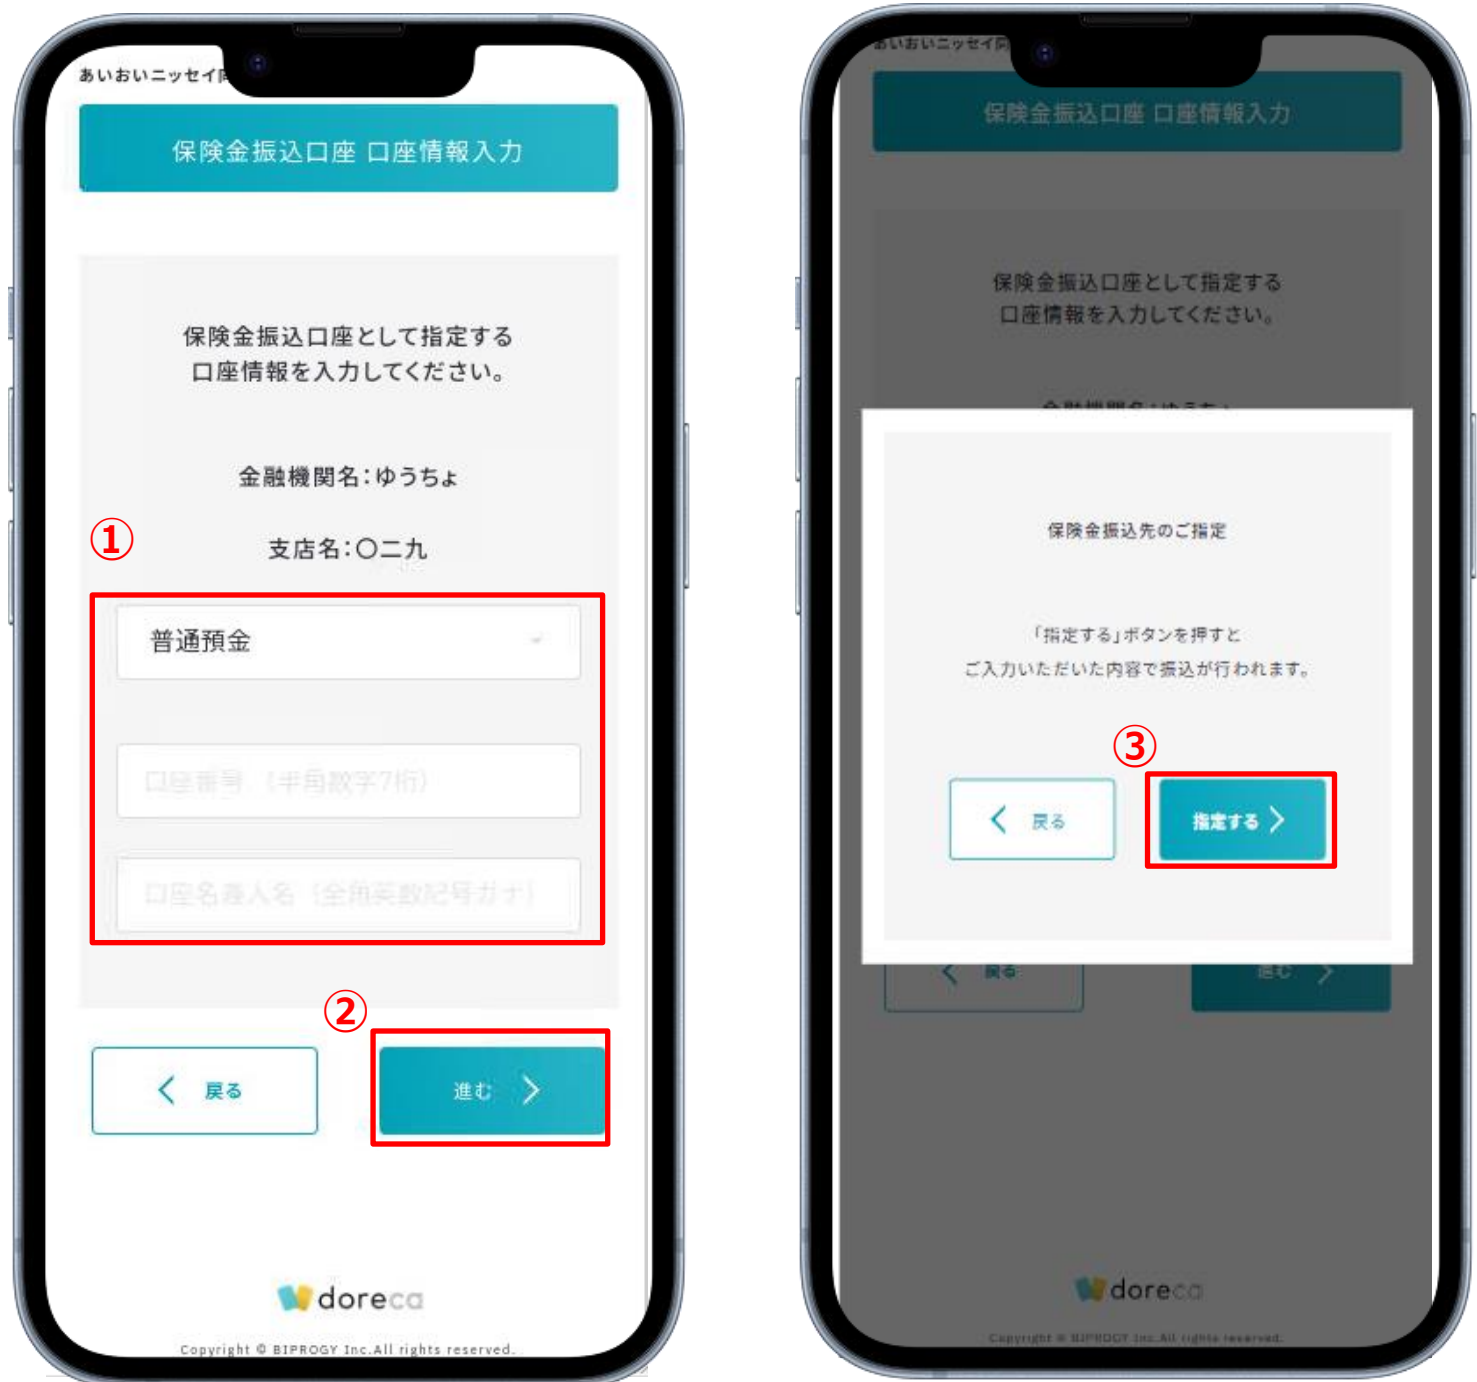 あいおいニッセイ同
保険金振込口座 口座情報入力
保険金振込口座として指定する
口座情報を入力してください。
金融機関名：ゆうちょ
①
支店名：〇二九
普通預金
口座番号（半角数字7桁）
口座名義人名（全角英数記号カナ）
②
戻る
進む
doreca
Copyright © BIPROGY Inc.All rights reserved.
あいおいニッセイ同
保険金振込口座 口座情報入力
保険金振込口座として指定する
口座情報を入力してください。
金融機関名：ゆうちょ
保険金振込先のご指定
「指定する」ボタンを押すと
ご入力いただいた内容で振込が行われます。
③
戻る
指定する
戻る
進む
doreca
Copyright © BIPROGY Inc.All rights reserved.